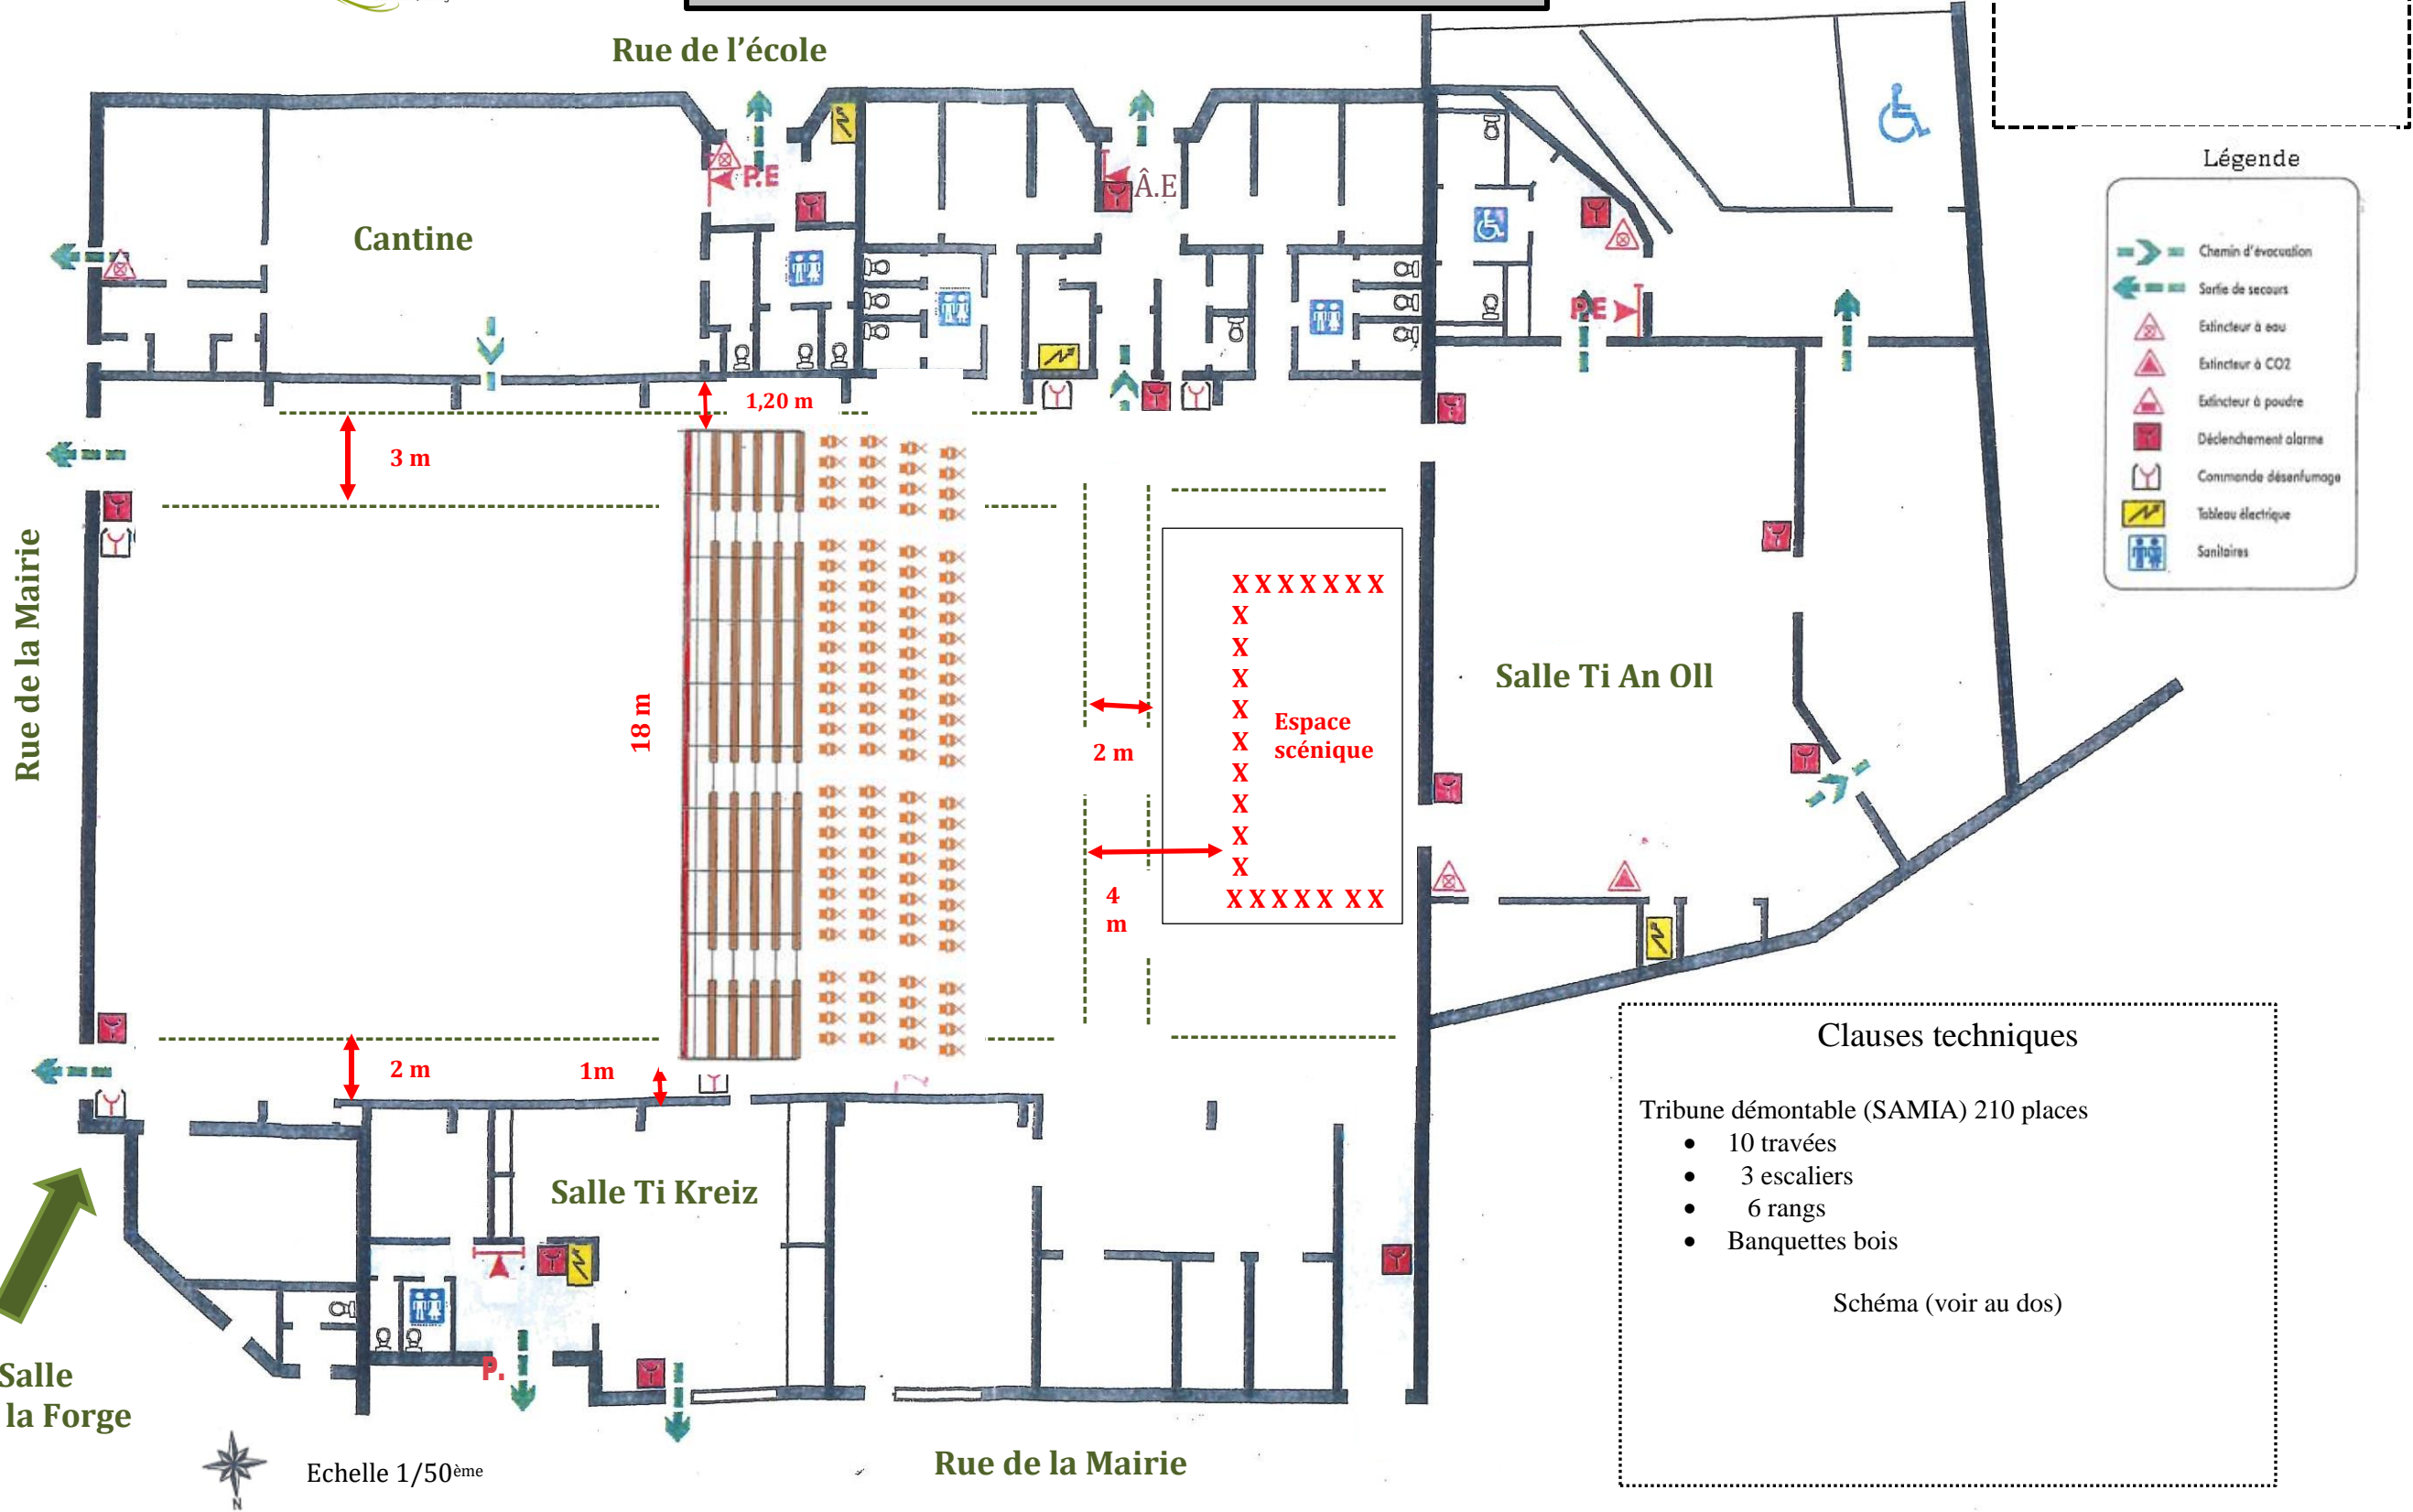 Rue de l’école
Légende
Chemin d'évacuation
Sortie de secours
Extincteur à eau
Extincteur à CO2
Extincteur à poudre
Déclenchement alarme
Commande désenfumage
Tableau électrique
Sanitaires
P.E
Â.E
Cantine
P.E
1,20 m
3 m
Rue de la Mairie
18 m
X X X X X X X
X
X
X
X
X
X
X
X
X
X X X X X X X
Espace
scénique
2 m
4
m
Salle Ti An Oll
2 m
1m
Salle Ti Kreiz
P.
Salle
la Forge
Clauses techniques
Tribune démontable (SAMIA) 210 places
• 10 travées
• 3 escaliers
• 6 rangs
• Banquettes bois
Schéma (voir au dos)
N
Echelle 1/50ème
Rue de la Mairie